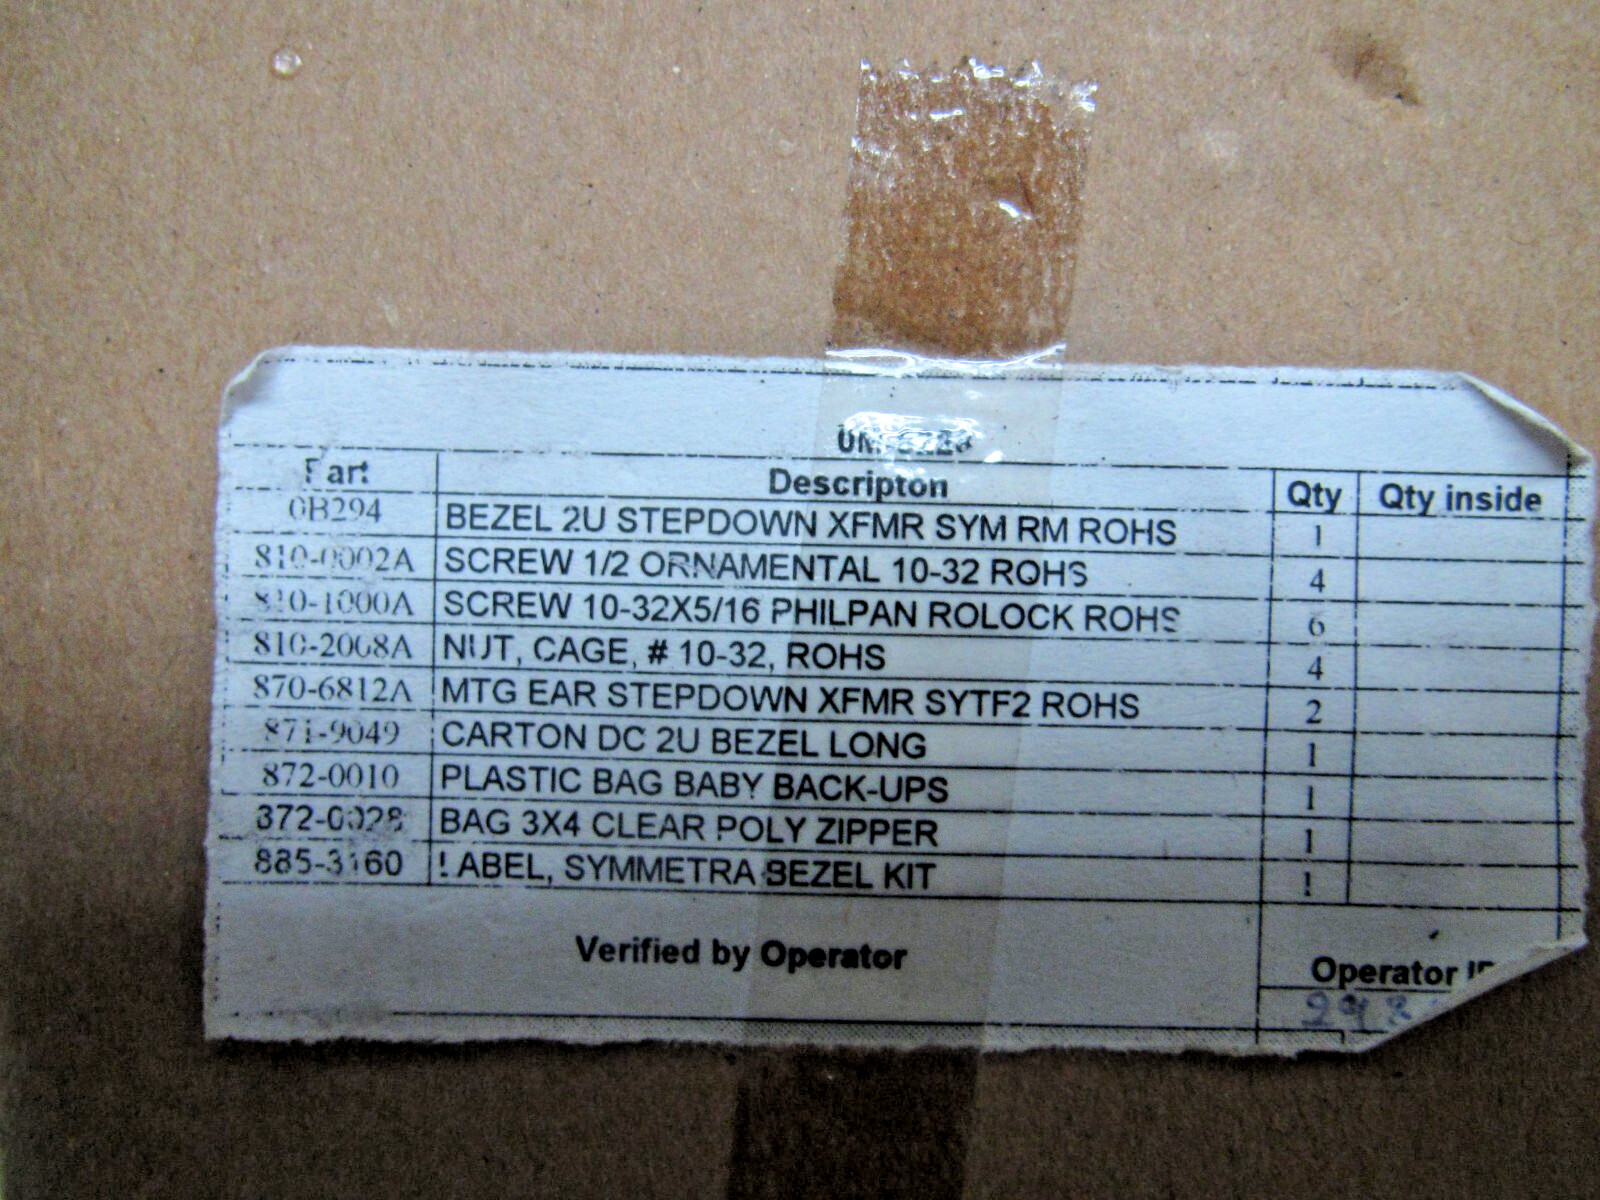 Part Descripton Qty Qty inside
0B294 BEZEL 2U STEPDOWN XFMR SYM RM ROHS 1
810-0002A SCREW 1/2 ORNAMENTAL 10-32 ROHS 4
810-1000A SCREW 10-32X5/16 PHILPAN ROLOCK ROHS 6
810-2068A NUT, CAGE, # 10-32, ROHS 4
870-6812A MTG EAR STEPDOWN XFMR SYTF2 ROHS 2
871-9049 CARTON DC 2U BEZEL LONG 1
872-0010 PLASTIC BAG BABY BACK-UPS 1
872-0028 BAG 3X4 CLEAR POLY ZIPPER 1
885-3160 LABEL, SYMMETRA BEZEL KIT 1
Verified by Operator Operator